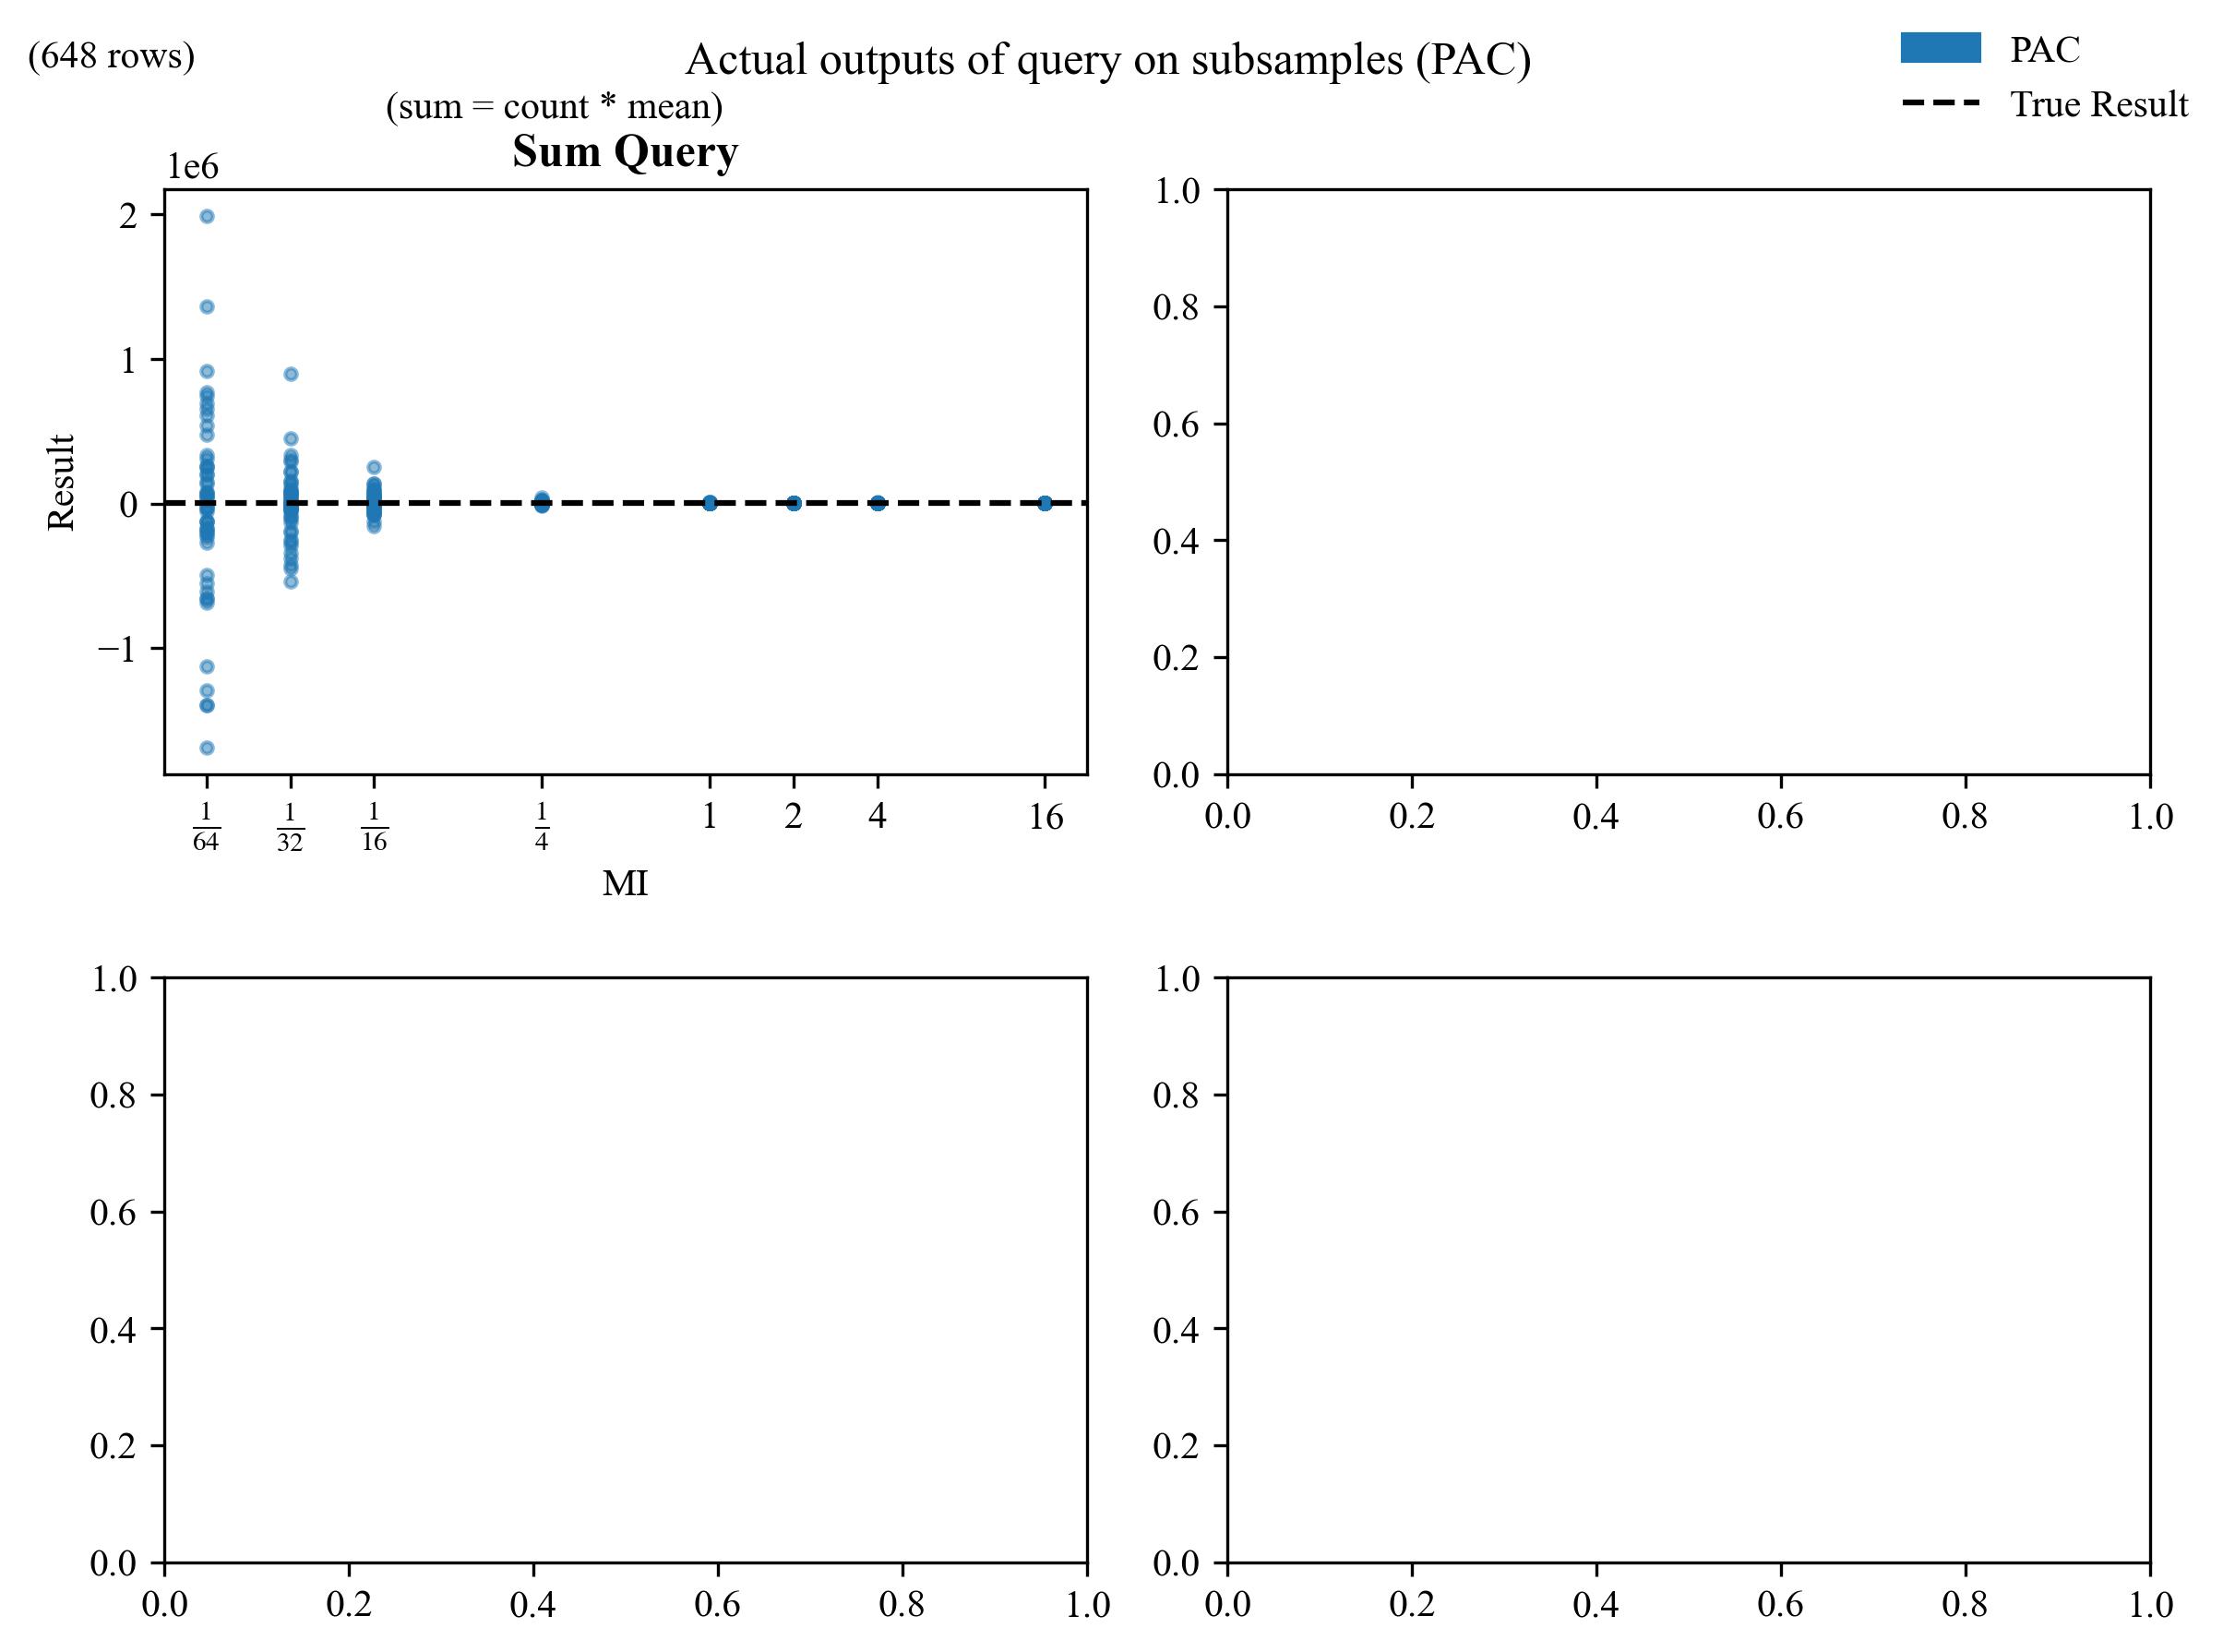 (648 rows)
Actual outputs of query on subsamples (PAC)
PAC
True Result
(sum = count * mean)
Sum Query
1e6
2
1
0
−1
Result
1/64 1/32 1/16 1/4 1 2 4 16
MI
1.0
0.8
0.6
0.4
0.2
0.0
0.0 0.2 0.4 0.6 0.8 1.0
1.0
0.8
0.6
0.4
0.2
0.0
0.0 0.2 0.4 0.6 0.8 1.0
1.0
0.8
0.6
0.4
0.2
0.0
0.0 0.2 0.4 0.6 0.8 1.0